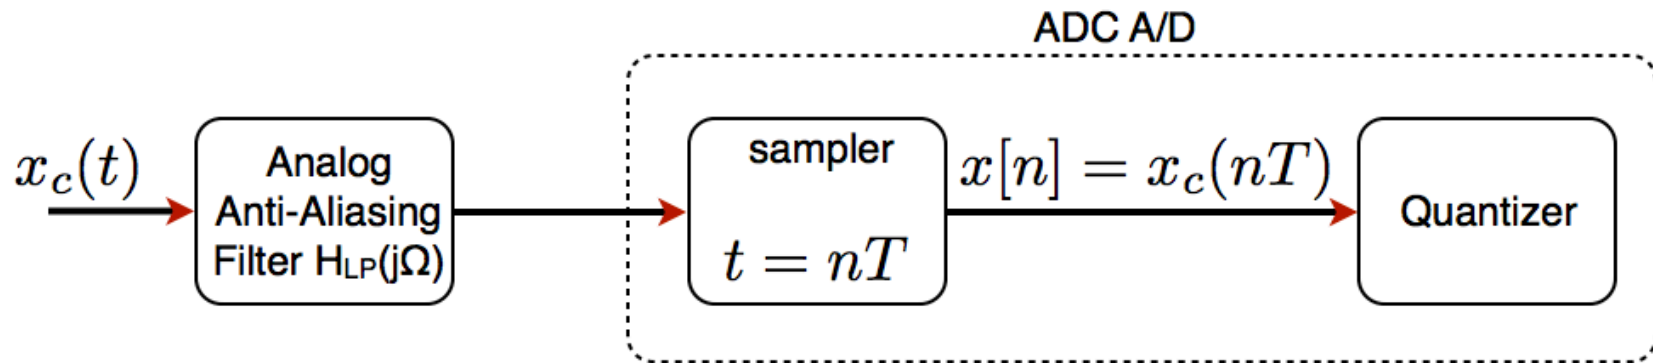 ADC A/D
x_c(t)
Analog
Anti-Aliasing
Filter H_LP(jΩ)
sampler
t = nT
x[n] = x_c(nT)
Quantizer